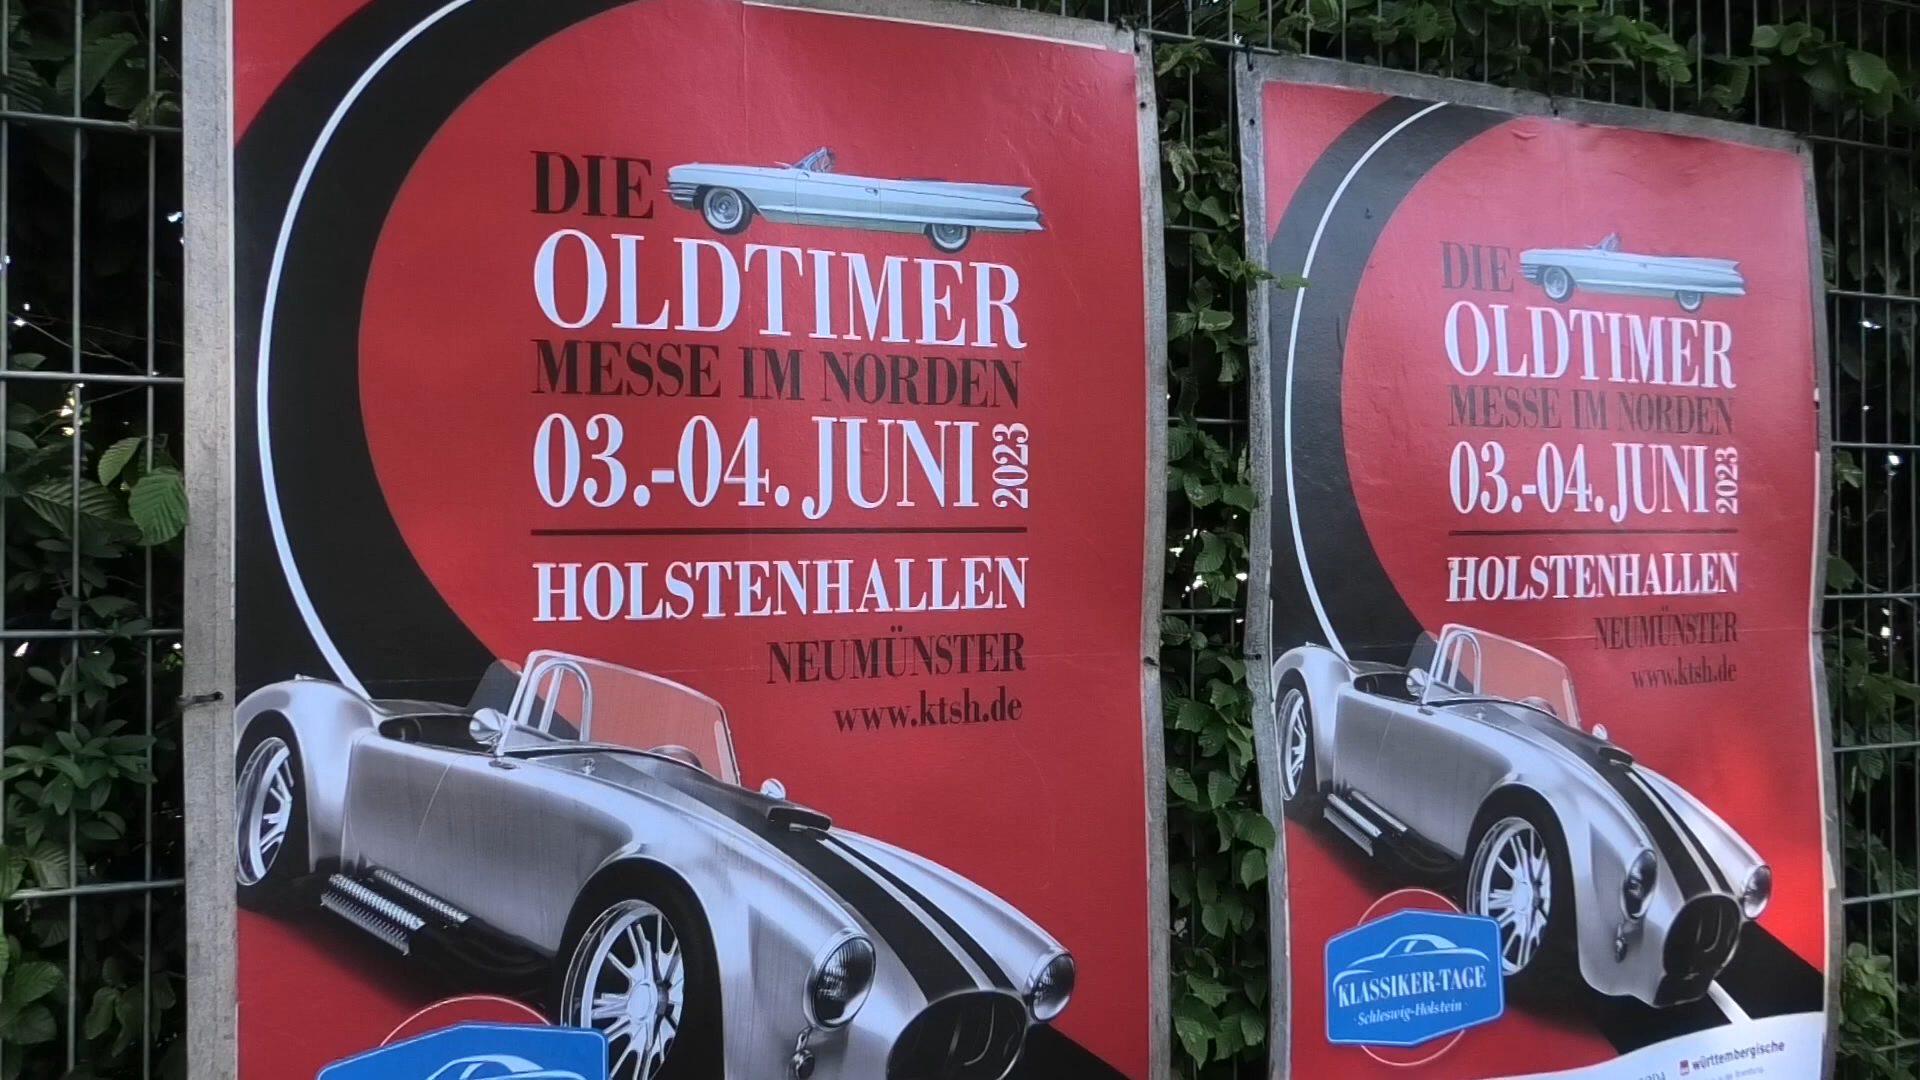 DIE
OLDTIMER
MESSE IM NORDEN
03.-04. JUNI 2023
HOLSTENHALLEN
NEUMÜNSTER
www.ktsh.de
DIE
OLDTIMER
MESSE IM NORDEN
03.-04. JUNI 2023
HOLSTENHALLEN
NEUMÜNSTER
www.ktsh.de
KLASSIKER-TAGE
Schleswig-Holstein
württembergische